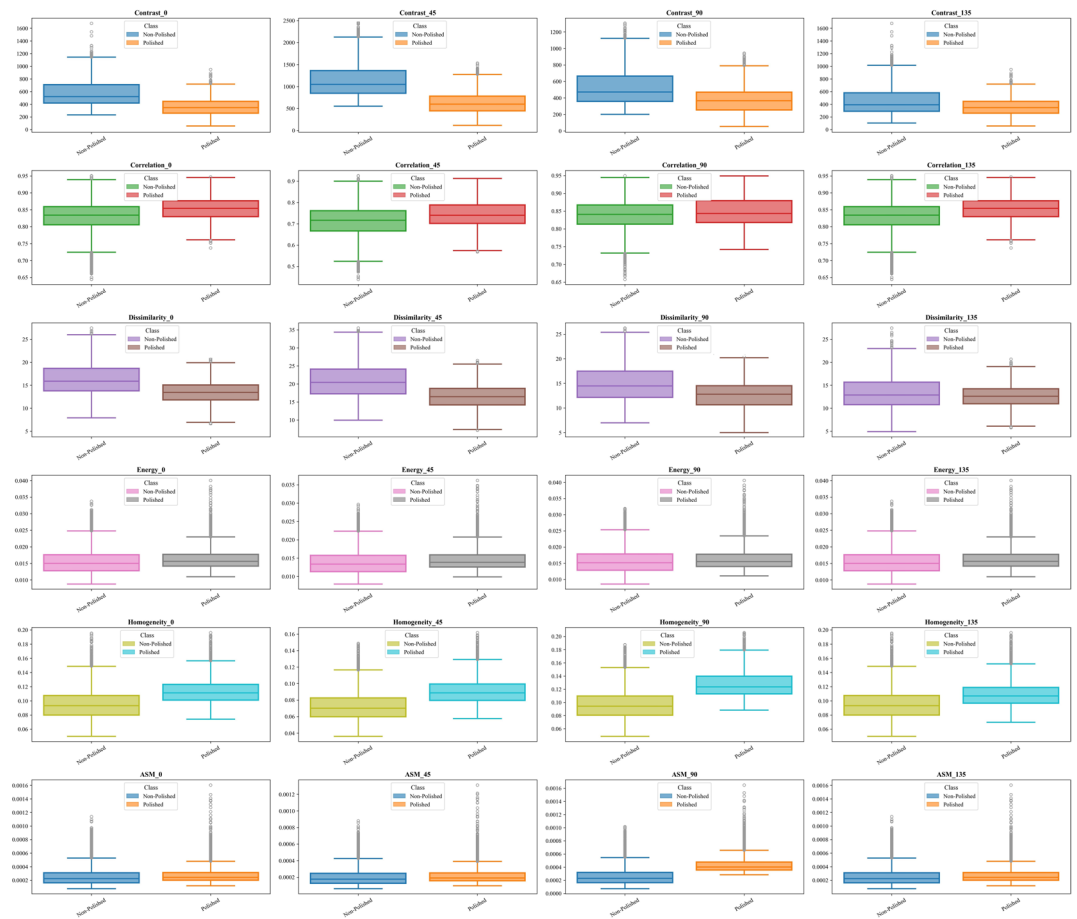 Contrast_0
Class
Non-Polished
Polished
1600
1400
1200
1000
800
600
400
200
0
Non-Polished
Polished
Contrast_45
Class
Non-Polished
Polished
2500
2000
1500
1000
500
0
Non-Polished
Polished
Contrast_90
Class
Non-Polished
Polished
1200
1000
800
600
400
200
0
Non-Polished
Polished
Contrast_135
Class
Non-Polished
Polished
1600
1400
1200
1000
800
600
400
200
0
Non-Polished
Polished
Correlation_0
Class
Non-Polished
Polished
0.95
0.90
0.85
0.80
0.75
0.70
0.65
Non-Polished
Polished
Correlation_45
Class
Non-Polished
Polished
0.9
0.8
0.7
0.6
0.5
Non-Polished
Polished
Correlation_90
Class
Non-Polished
Polished
0.95
0.90
0.85
0.80
0.75
0.70
0.65
Non-Polished
Polished
Correlation_135
Class
Non-Polished
Polished
0.95
0.90
0.85
0.80
0.75
0.70
0.65
Non-Polished
Polished
Dissimilarity_0
Class
Non-Polished
Polished
25
20
15
10
5
Non-Polished
Polished
Dissimilarity_45
Class
Non-Polished
Polished
35
30
25
20
15
10
Non-Polished
Polished
Dissimilarity_90
Class
Non-Polished
Polished
25
20
15
10
5
Non-Polished
Polished
Dissimilarity_135
Class
Non-Polished
Polished
25
20
15
10
5
Non-Polished
Polished
Energy_0
Class
Non-Polished
Polished
0.040
0.035
0.030
0.025
0.020
0.015
0.010
Non-Polished
Polished
Energy_45
Class
Non-Polished
Polished
0.035
0.030
0.025
0.020
0.015
0.010
Non-Polished
Polished
Energy_90
Class
Non-Polished
Polished
0.040
0.035
0.030
0.025
0.020
0.015
0.010
Non-Polished
Polished
Energy_135
Class
Non-Polished
Polished
0.040
0.035
0.030
0.025
0.020
0.015
0.010
Non-Polished
Polished
Homogeneity_0
Class
Non-Polished
Polished
0.20
0.18
0.16
0.14
0.12
0.10
0.08
0.06
Non-Polished
Polished
Homogeneity_45
Class
Non-Polished
Polished
0.16
0.14
0.12
0.10
0.08
0.06
0.04
Non-Polished
Polished
Homogeneity_90
Class
Non-Polished
Polished
0.20
0.18
0.16
0.14
0.12
0.10
0.08
0.06
Non-Polished
Polished
Homogeneity_135
Class
Non-Polished
Polished
0.20
0.18
0.16
0.14
0.12
0.10
0.08
0.06
Non-Polished
Polished
ASM_0
Class
Non-Polished
Polished
0.0016
0.0014
0.0012
0.0010
0.0008
0.0006
0.0004
0.0002
Non-Polished
Polished
ASM_45
Class
Non-Polished
Polished
0.0012
0.0010
0.0008
0.0006
0.0004
0.0002
Non-Polished
Polished
ASM_90
Class
Non-Polished
Polished
0.0016
0.0014
0.0012
0.0010
0.0008
0.0006
0.0004
0.0002
0.0000
Non-Polished
Polished
ASM_135
Class
Non-Polished
Polished
0.0016
0.0014
0.0012
0.0010
0.0008
0.0006
0.0004
0.0002
Non-Polished
Polished